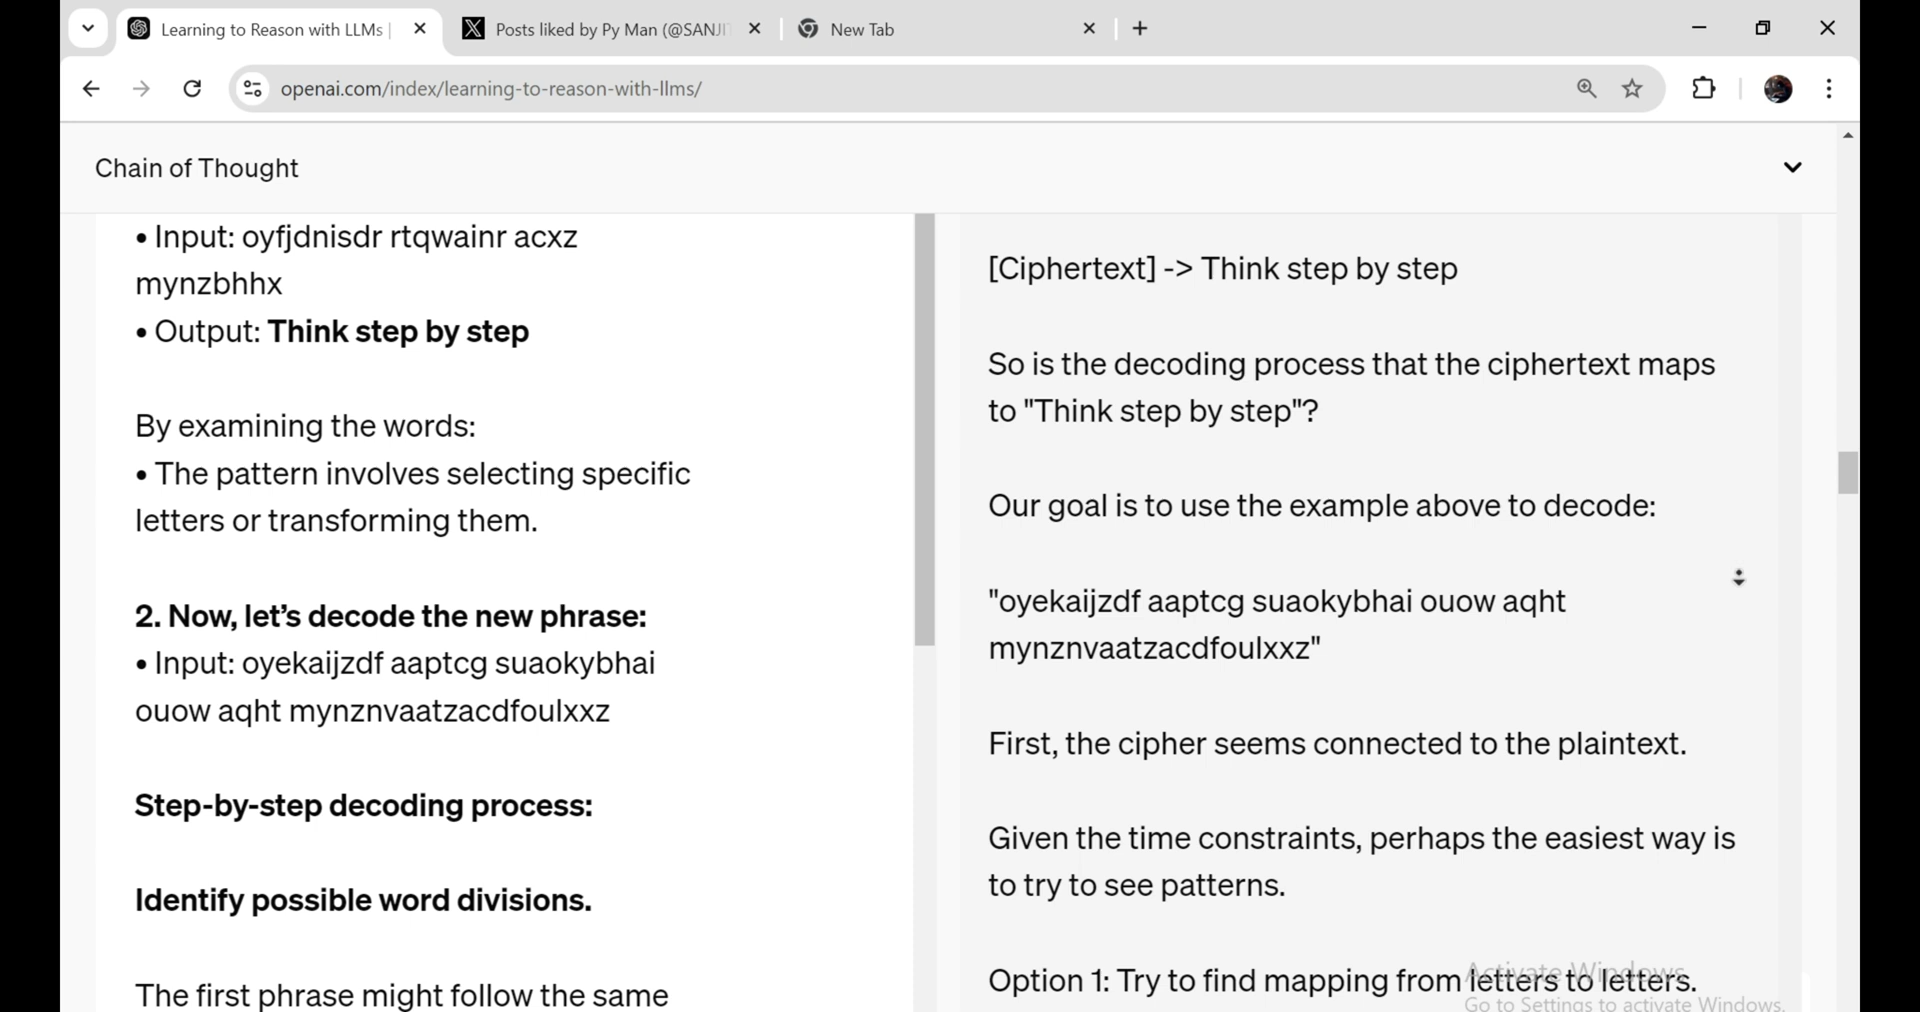 Learning to Reason with LLMs |
Posts liked by Py Man (@SANJI
New Tab
openai.com/index/learning-to-reason-with-llms/
Chain of Thought
• Input: oyfjdnisdr rtqwainr acxz
mynzbhhx
• Output: Think step by step
By examining the words:
• The pattern involves selecting specific
letters or transforming them.
2. Now, let’s decode the new phrase:
• Input: oyekaijzdf aaptcg suaokybhai
ouow aqht mynznvaatzacdfoulxxz
Step-by-step decoding process:
Identify possible word divisions.
The first phrase might follow the same
[Ciphertext] -> Think step by step
So is the decoding process that the ciphertext maps
to "Think step by step"?
Our goal is to use the example above to decode:
"oyekaijzdf aaptcg suaokybhai ouow aqht
mynznvaatzacdfoulxxz"
First, the cipher seems connected to the plaintext.
Given the time constraints, perhaps the easiest way is
to try to see patterns.
Option 1: Try to find mapping from letters to letters.
Activate Windows
Go to Settings to activate Windows.